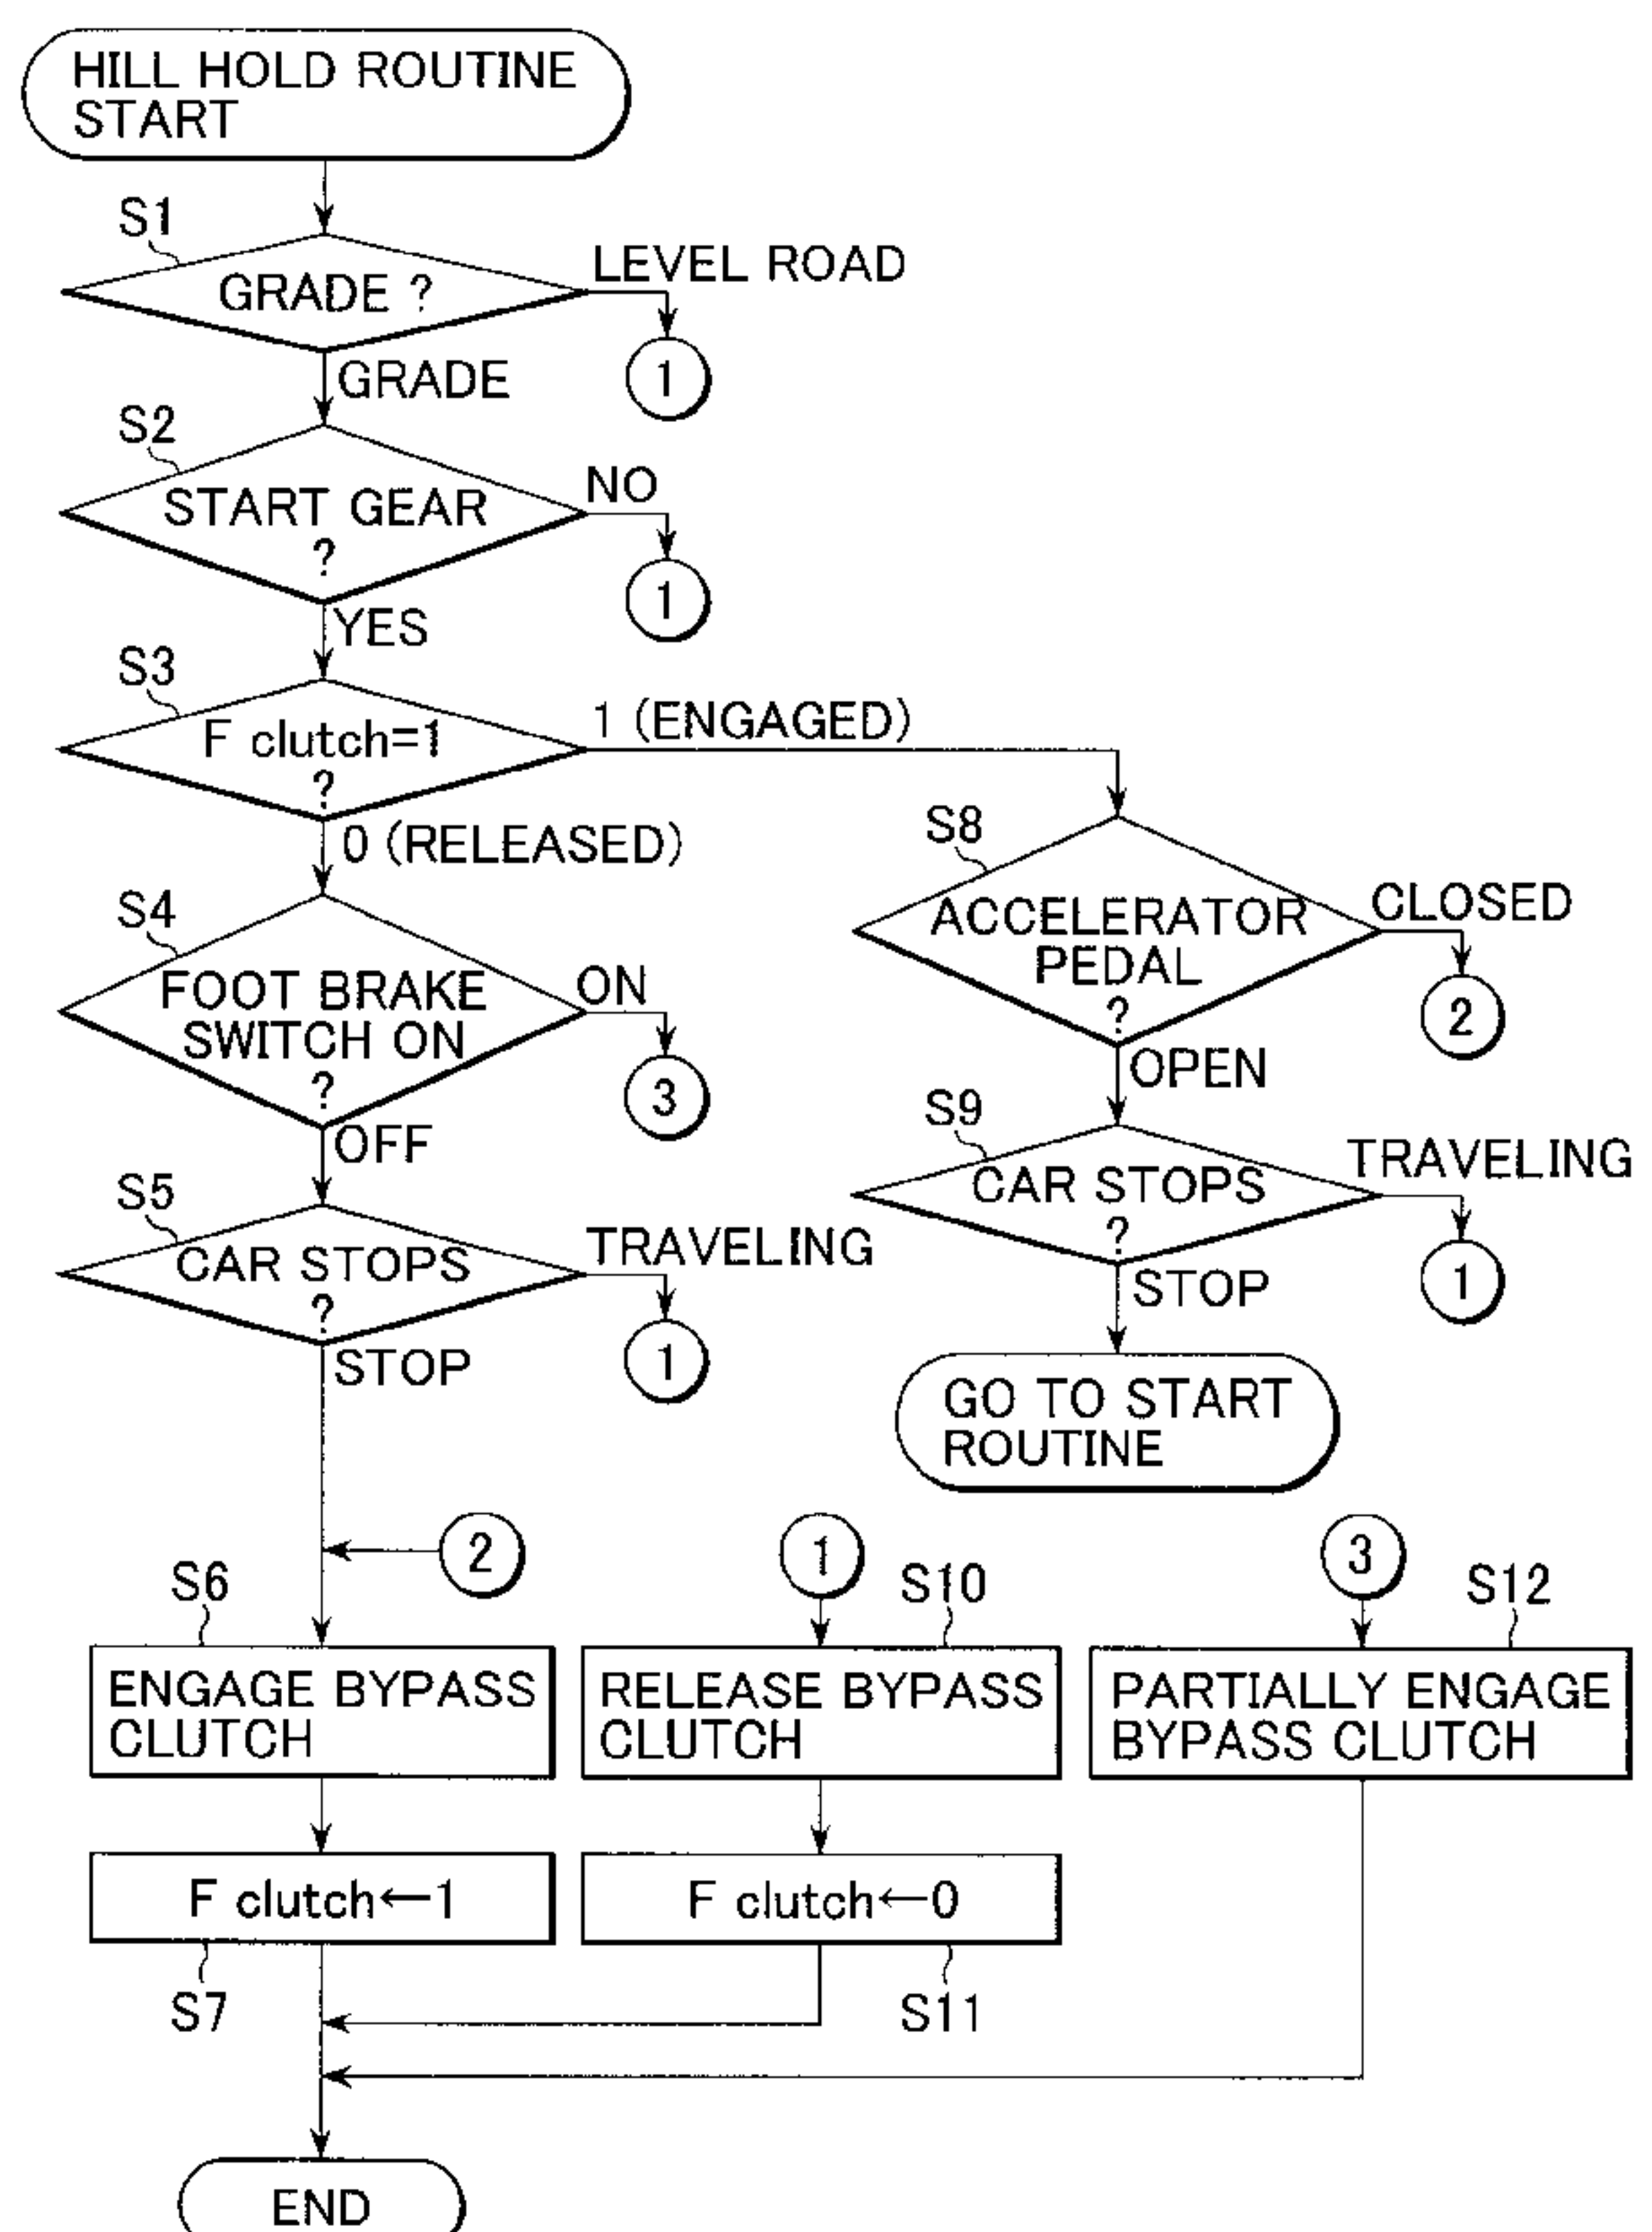 HILL HOLD ROUTINE
START
S1
GRADE ?
LEVEL ROAD
1
GRADE
S2
START GEAR
?
NO
1
YES
S3
F clutch=1
?
1 (ENGAGED)
0 (RELEASED)
S4
FOOT BRAKE
SWITCH ON
?
ON
3
OFF
S5
CAR STOPS
?
TRAVELING
1
STOP
S8
ACCELERATOR
PEDAL
?
CLOSED
2
OPEN
S9
CAR STOPS
?
TRAVELING
1
STOP
GO TO START
ROUTINE
2
S6
ENGAGE BYPASS
CLUTCH
F clutch←1
S7
1
S10
RELEASE BYPASS
CLUTCH
F clutch←0
S11
3
S12
PARTIALLY ENGAGE
BYPASS CLUTCH
END